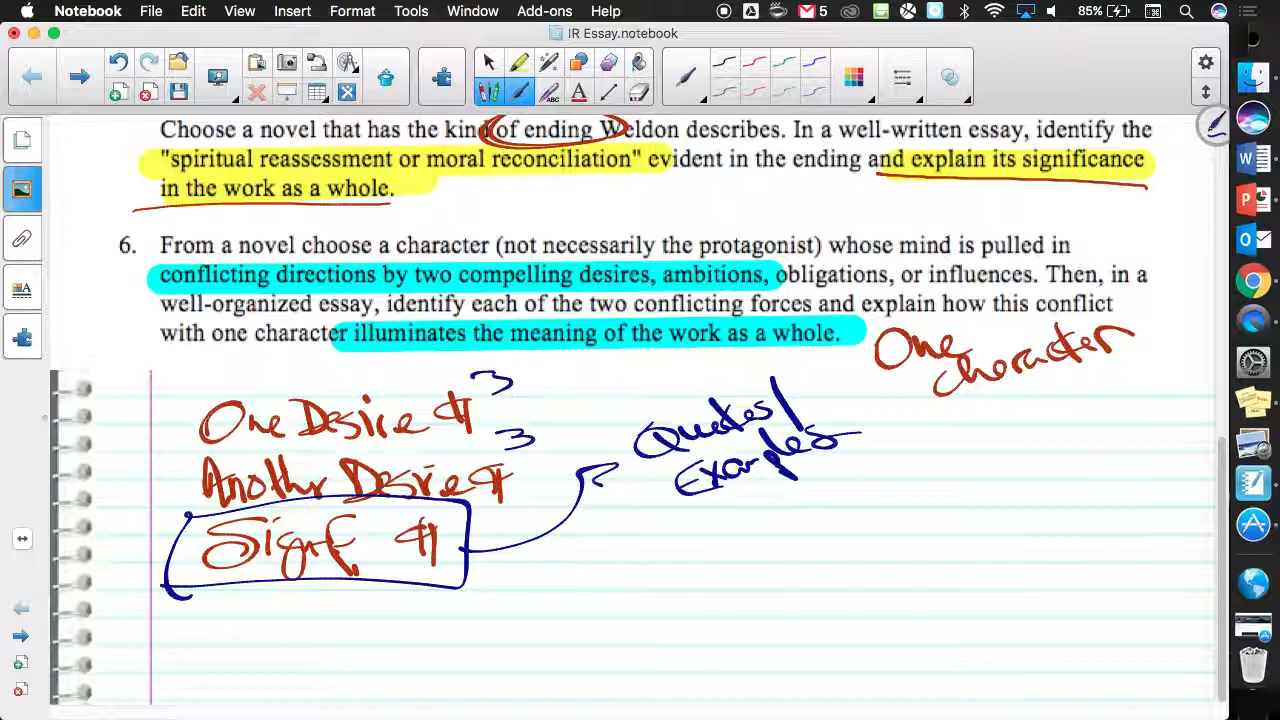 Notebook File Edit View Insert Format Tools Window Add-ons Help 5 85%
IR Essay.notebook
Choose a novel that has the kind of ending Weldon describes. In a well-written essay, identify the
"spiritual reassessment or moral reconciliation" evident in the ending and explain its significance
in the work as a whole.
6. From a novel choose a character (not necessarily the protagonist) whose mind is pulled in
conflicting directions by two compelling desires, ambitions, obligations, or influences. Then, in a
well-organized essay, identify each of the two conflicting forces and explain how this conflict
with one character illuminates the meaning of the work as a whole.
One
character
One Desire ¶ 3
Another Desire ¶ 3
Signf. ¶
Quotes/
Examples